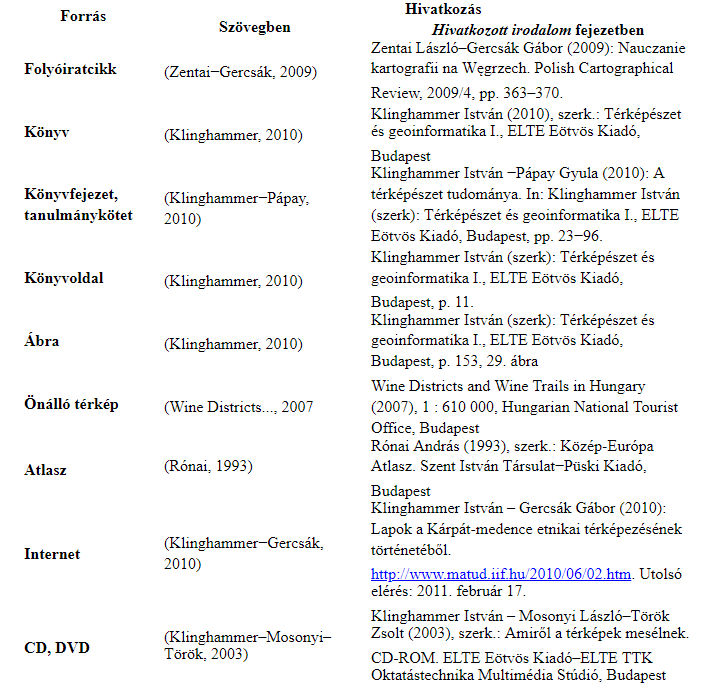 Forrás
Hivatkozás
Szövegben
Hivatkozott irodalom fejezetben
Folyóiratcikk
(Zentai−Gercsák, 2009)
Zentai László–Gercsák Gábor (2009): Nauczanie
kartografii na Węgrzech. Polish Cartographical
Review, 2009/4, pp. 363–370.
Könyv
(Klinghammer, 2010)
Klinghammer István (2010), szerk.: Térképészet
és geoinformatika I., ELTE Eötvös Kiadó,
Budapest
Könyvfejezet,
tanulmánykötet
(Klinghammer−Pápay,
2010)
Klinghammer István −Pápay Gyula (2010): A
térképészet tudománya. In: Klinghammer István
(szerk): Térképészet és geoinformatika I., ELTE
Eötvös Kiadó, Budapest, pp. 23−96.
Könyvoldal
(Klinghammer, 2010)
Klinghammer István (szerk): Térképészet és
geoinformatika I., ELTE Eötvös Kiadó,
Budapest, p. 11.
Ábra
(Klinghammer, 2010)
Klinghammer István (szerk): Térképészet és
geoinformatika I., ELTE Eötvös Kiadó,
Budapest, p. 153, 29. ábra
Önálló térkép
(Wine Districts..., 2007
Wine Districts and Wine Trails in Hungary
(2007), 1 : 610 000, Hungarian National Tourist
Office, Budapest
Atlasz
(Rónai, 1993)
Rónai András (1993), szerk.: Közép-Európa
Atlasz. Szent István Társulat−Püski Kiadó,
Budapest
Internet
(Klinghammer−Gercsák,
2010)
Klinghammer István – Gercsák Gábor (2010):
Lapok a Kárpát-medence etnikai térképezésének
történetéből.
http://www.matud.iif.hu/2010/06/02.htm. Utolsó
elérés: 2011. február 17.
CD, DVD
(Klinghammer–Mosonyi–
Török, 2003)
Klinghammer István – Mosonyi László–Török
Zsolt (2003), szerk.: Amiről a térképek mesélnek.
CD-ROM. ELTE Eötvös Kiadó–ELTE TTK
Oktatástechnika Multimédia Stúdió, Budapest